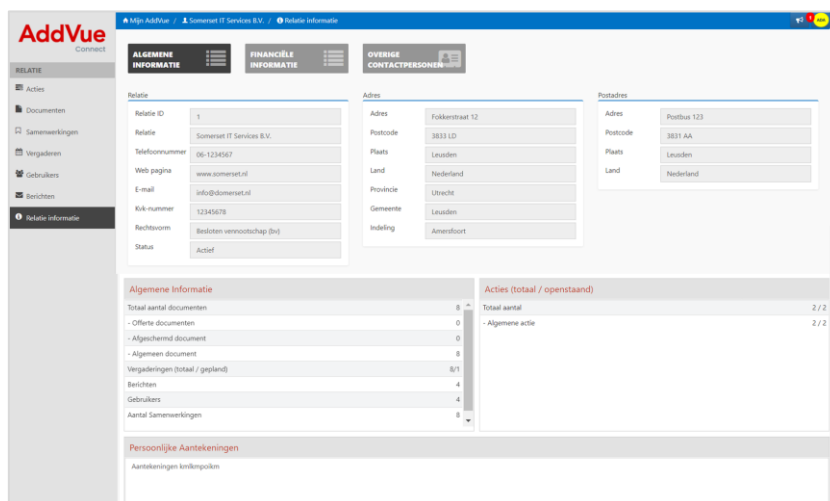 AddVue
Connect
Mijn AddVue / Somerset IT Services B.V. / Relatie informatie
1
RELATIE
Acties
Documenten
Samenwerkingen
Vergaderen
Gebruikers
Berichten
Relatie informatie
ALGEMENE
INFORMATIE
FINANCIËLE
INFORMATIE
OVERIGE
CONTACTPERSONEN
Relatie
Relatie ID 1
Relatie Somerset IT Services B.V.
Telefoonnummer 06-1234567
Web pagina www.somerset.nl
E-mail info@domerset.nl
Kvk-nummer 12345678
Rechtsvorm Besloten vennootschap (bv)
Status Actief
Adres
Adres Fokkerstraat 12
Postcode 3833 LD
Plaats Leusden
Land Nederland
Provincie Utrecht
Gemeente Leusden
Indeling Amersfoort
Postadres
Adres Postbus 123
Postcode 3831 AA
Plaats Leusden
Land Nederland
Algemene Informatie
Totaal aantal documenten 8
- Offerte documenten 0
- Afgeschermd document 0
- Algemeen document 8
Vergaderingen (totaal / gepland) 8/1
Berichten 4
Gebruikers 4
Aantal Samenwerkingen 8
Acties (totaal / openstaand)
Totaal aantal 2 / 2
- Algemene actie 2 / 2
Persoonlijke Aantekeningen
Aantekeningen kmlkmpoikm